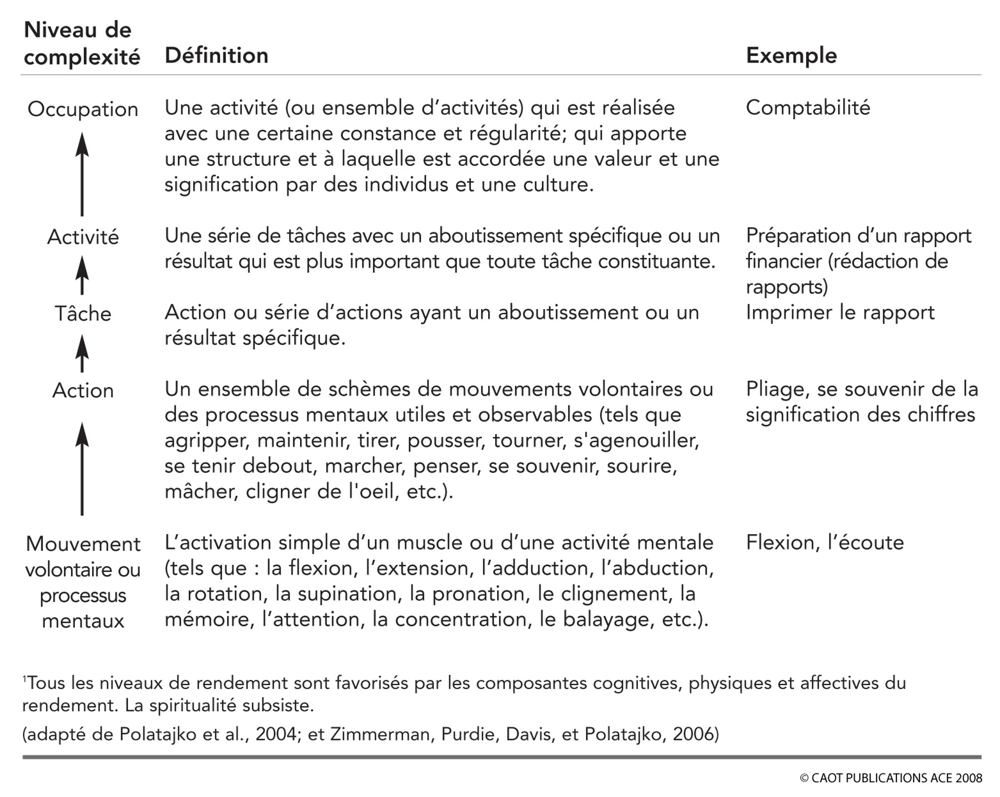 Niveau de
complexité
Définition
Exemple
Occupation
Une activité (ou ensemble d’activités) qui est réalisée
avec une certaine constance et régularité; qui apporte
une structure et à laquelle est accordée une valeur et une
signification par des individus et une culture.
Comptabilité
Activité
Une série de tâches avec un aboutissement spécifique ou un
résultat qui est plus important que toute tâche constituante.
Préparation d’un rapport
financier (rédaction de
rapports)
Tâche
Action ou série d’actions ayant un aboutissement ou un
résultat spécifique.
Imprimer le rapport
Action
Un ensemble de schèmes de mouvements volontaires ou
des processus mentaux utiles et observables (tels que
agripper, maintenir, tirer, pousser, tourner, s'agenouiller,
se tenir debout, marcher, penser, se souvenir, sourire,
mâcher, cligner de l'oeil, etc.).
Pliage, se souvenir de la
signification des chiffres
Mouvement
volontaire ou
processus
mentaux
L’activation simple d’un muscle ou d’une activité mentale
(tels que : la flexion, l’extension, l’adduction, l’abduction,
la rotation, la supination, la pronation, le clignement, la
mémoire, l’attention, la concentration, le balayage, etc.).
Flexion, l’écoute
¹Tous les niveaux de rendement sont favorisés par les composantes cognitives, physiques et affectives du
rendement. La spiritualité subsiste.
(adapté de Polatajko et al., 2004; et Zimmerman, Purdie, Davis, et Polatajko, 2006)
© CAOT PUBLICATIONS ACE 2008